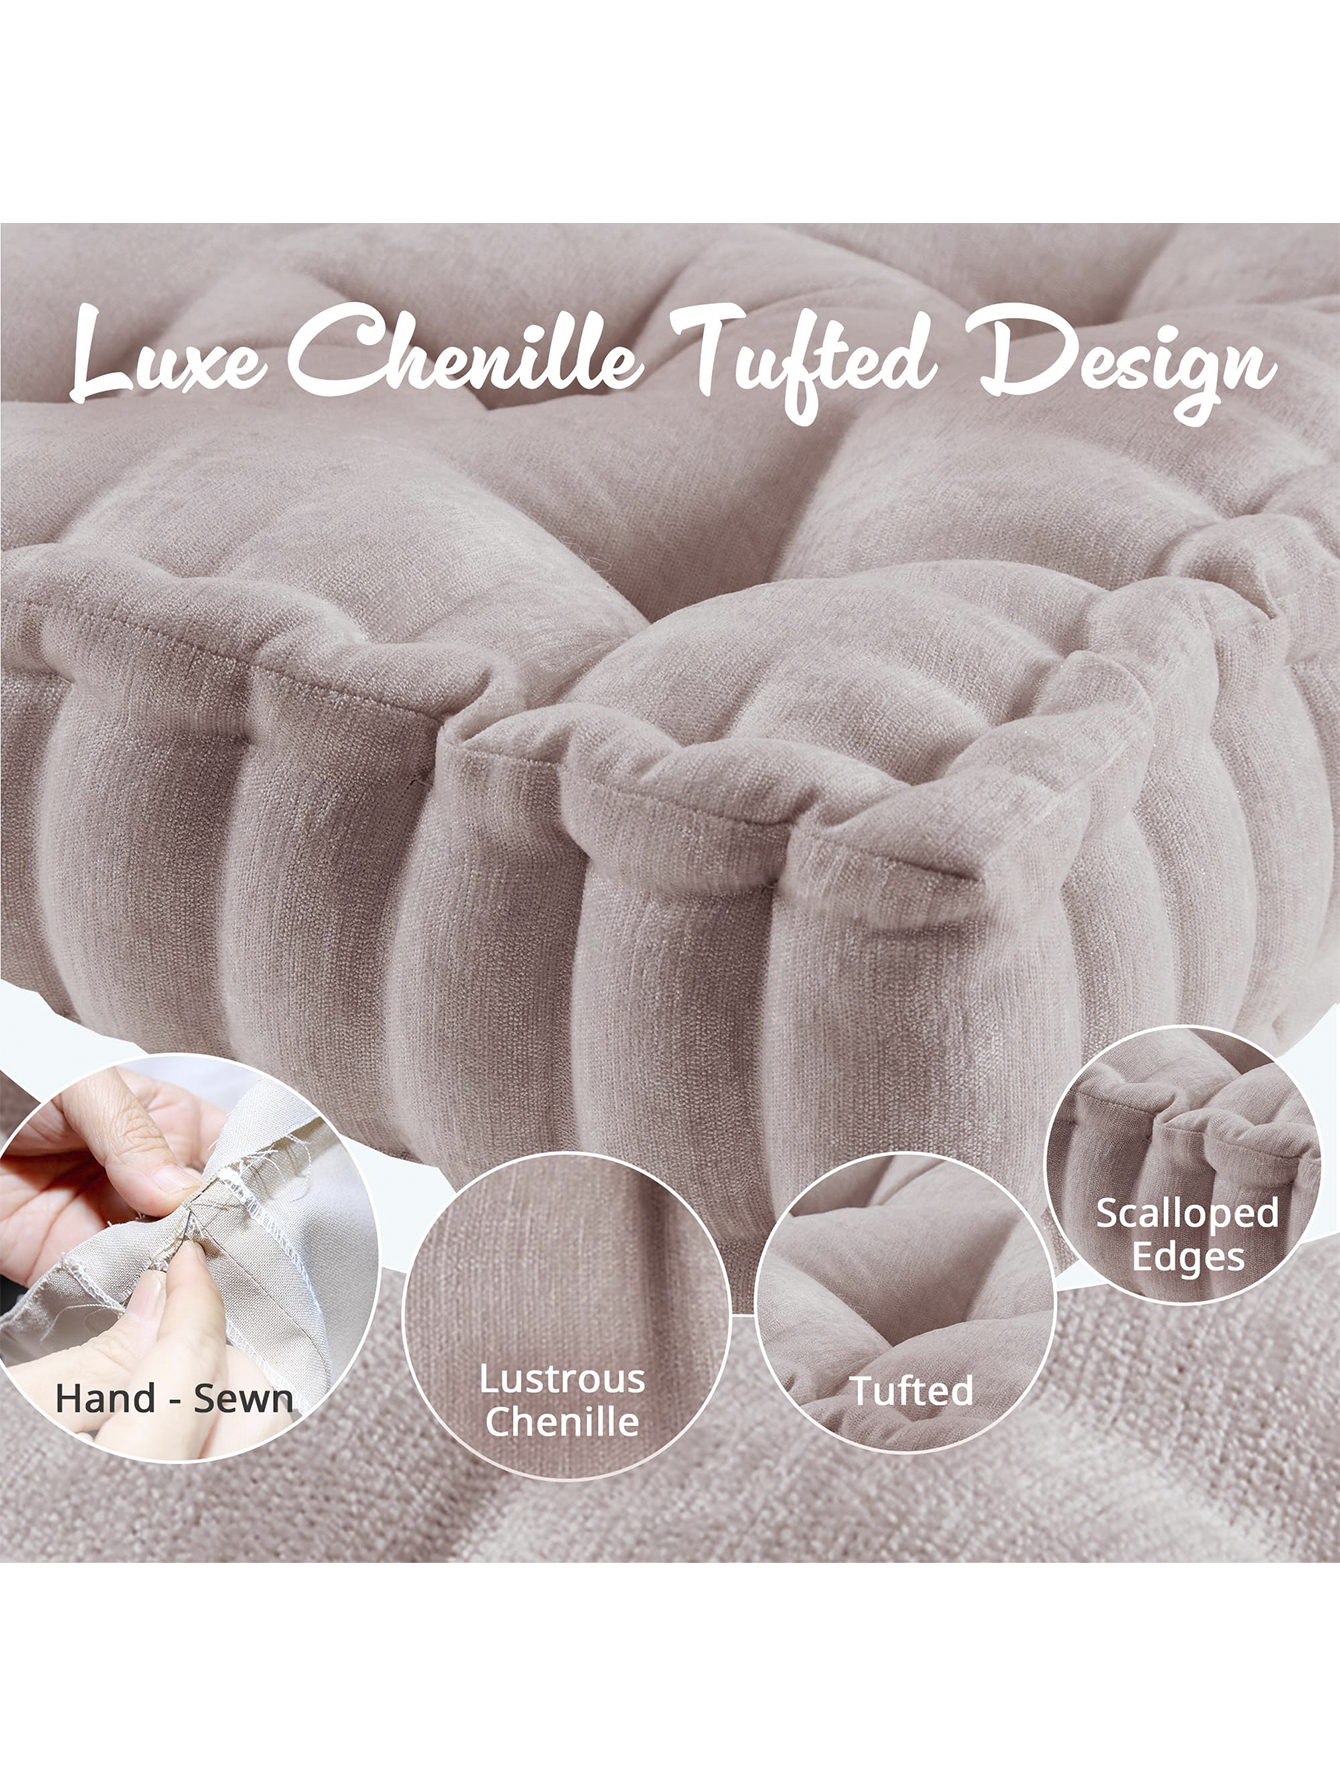 Luxe Chenille Tufted Design
Hand - Sewn
Lustrous
Chenille
Tufted
Scalloped
Edges